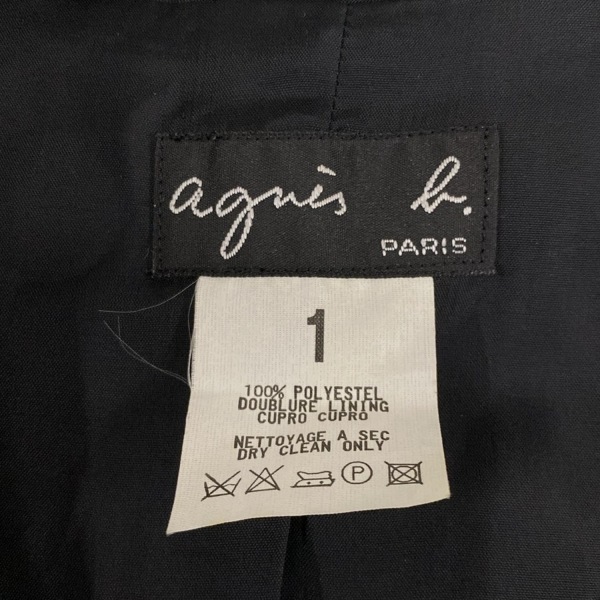 agnès b.
PARIS
1
100% POLYESTEL
DOUBLURE LINING
CUPRO CUPRO
NETTOYAGE A SEC
DRY CLEAN ONLY
P